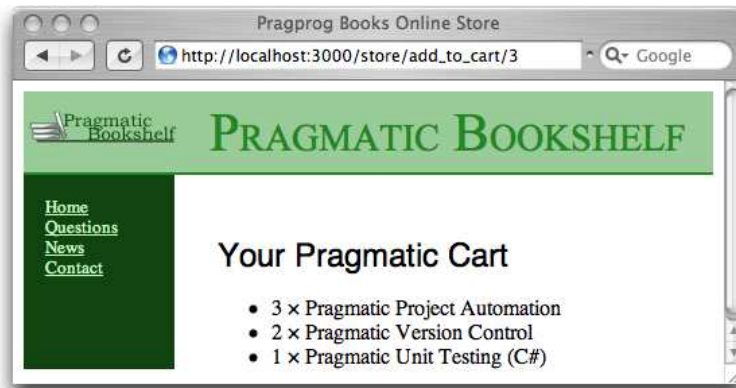 Pragprog Books Online Store
http://localhost:3000/store/add_to_cart/3
Google
Pragmatic
Bookshelf
PRAGMATIC BOOKSHELF
Home
Questions
News
Contact
Your Pragmatic Cart
• 3 × Pragmatic Project Automation
• 2 × Pragmatic Version Control
• 1 × Pragmatic Unit Testing (C#)